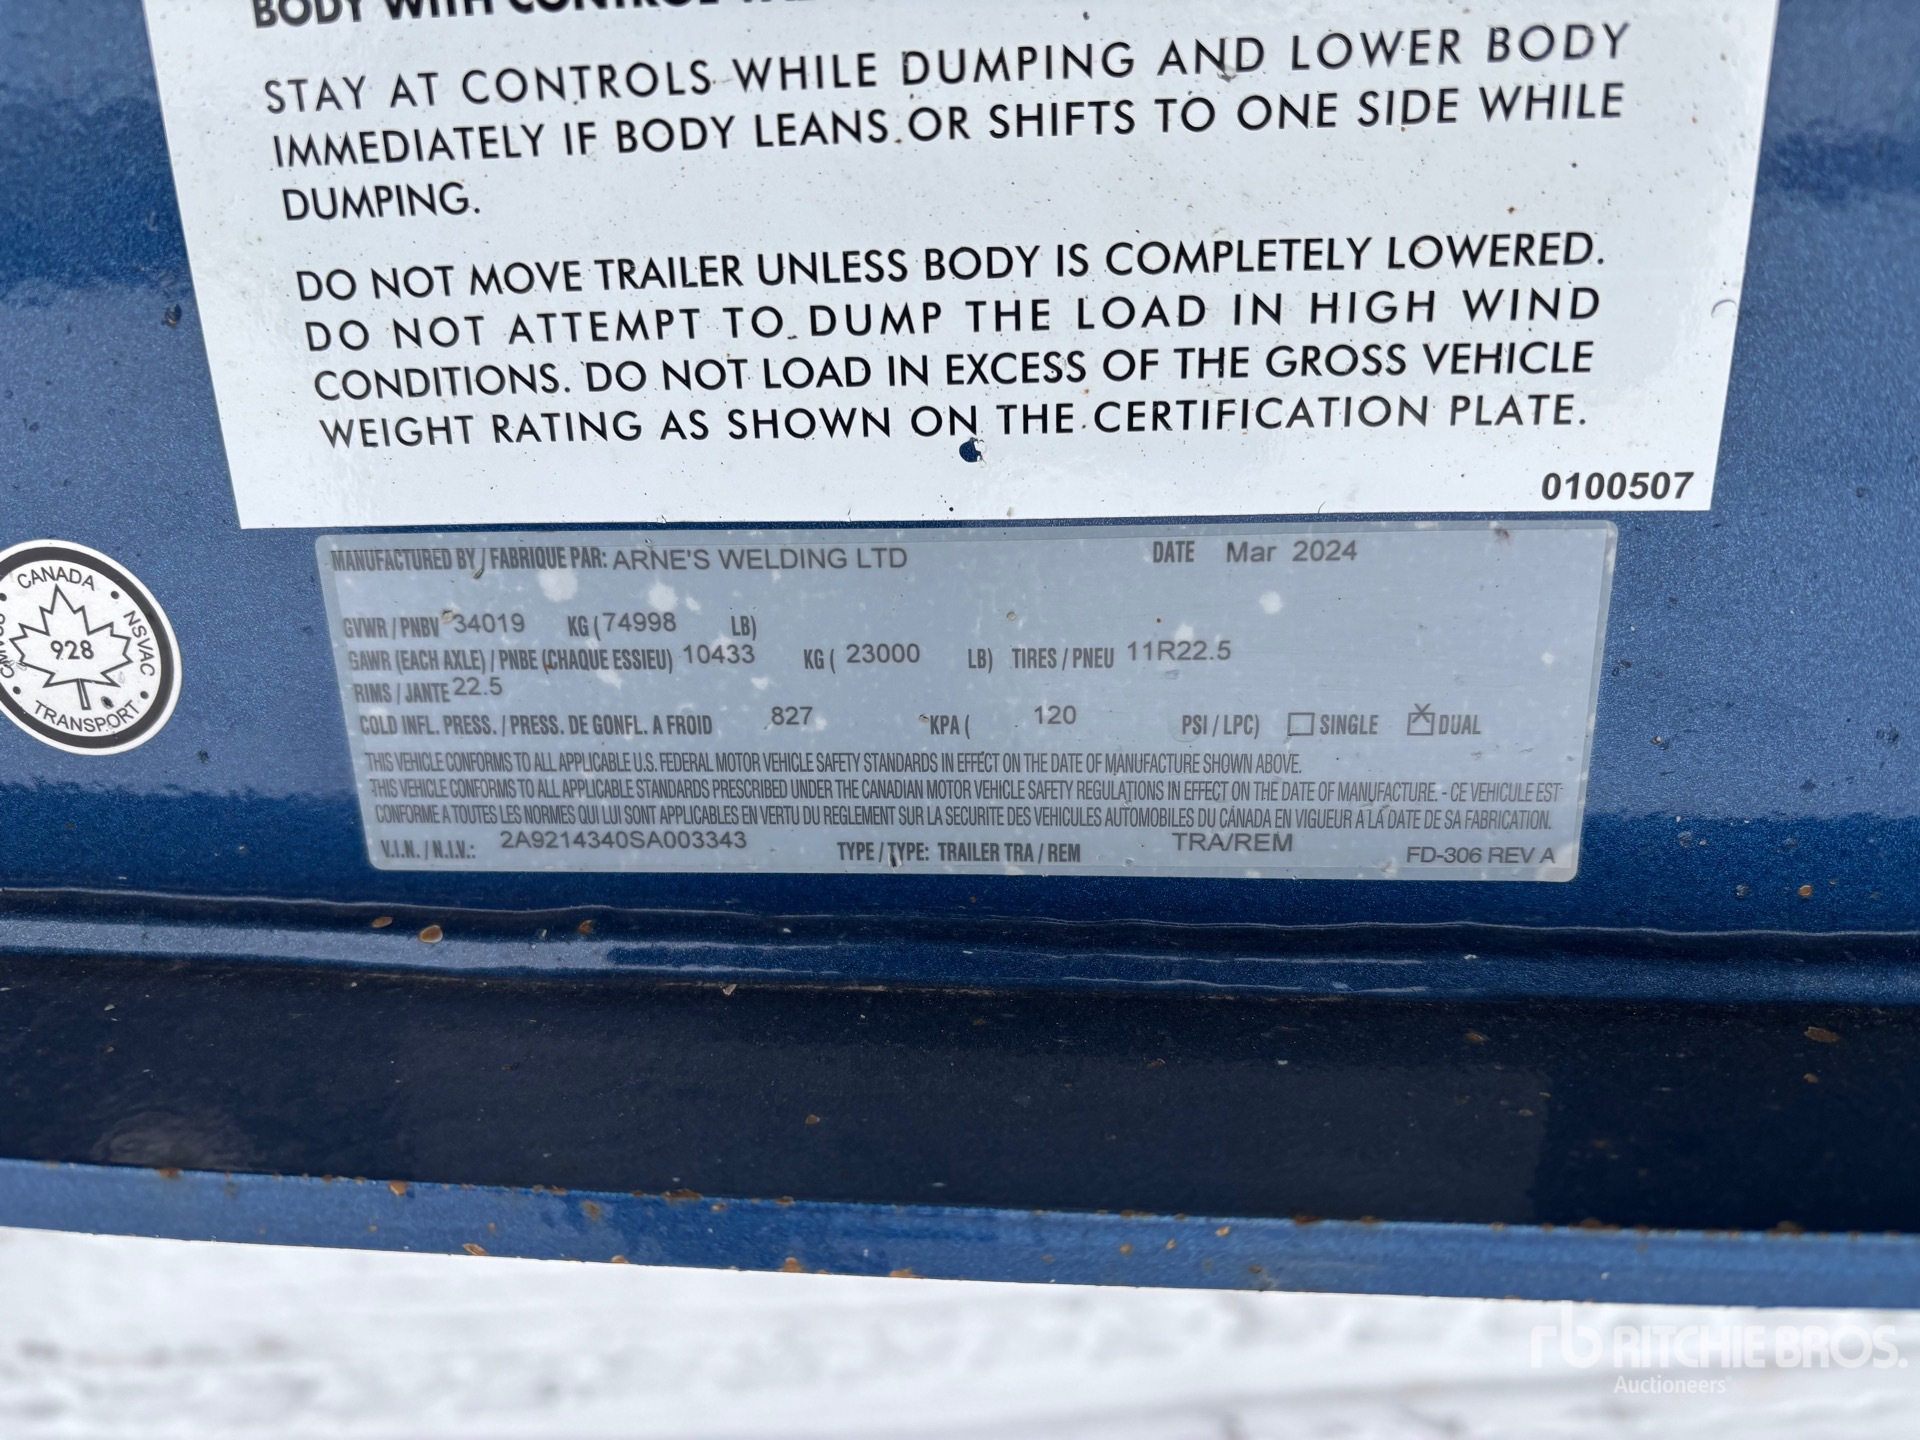 BODY WITH CONTROL
STAY AT CONTROLS WHILE DUMPING AND LOWER BODY
IMMEDIATELY IF BODY LEANS OR SHIFTS TO ONE SIDE WHILE
DUMPING.
DO NOT MOVE TRAILER UNLESS BODY IS COMPLETELY LOWERED.
DO NOT ATTEMPT TO DUMP THE LOAD IN HIGH WIND
CONDITIONS. DO NOT LOAD IN EXCESS OF THE GROSS VEHICLE
WEIGHT RATING AS SHOWN ON THE CERTIFICATION PLATE.
0100507
CANADA
NSVAC
928
TRANSPORT
MANUFACTURED BY / FABRIQUE PAR: ARNE'S WELDING LTD DATE Mar 2024
GVWR / PNBV 34019 KG ( 74998 LB)
GAWR (EACH AXLE) / PNBE (CHAQUE ESSIEU) 10433 KG ( 23000 LB) TIRES / PNEU 11R22.5
RIMS / JANTE 22.5
COLD INFL. PRESS. / PRESS. DE GONFL. A FROID 827 KPA ( 120 PSI / LPC) SINGLE X DUAL
THIS VEHICLE CONFORMS TO ALL APPLICABLE U.S. FEDERAL MOTOR VEHICLE SAFETY STANDARDS IN EFFECT ON THE DATE OF MANUFACTURE SHOWN ABOVE.
THIS VEHICLE CONFORMS TO ALL APPLICABLE STANDARDS PRESCRIBED UNDER THE CANADIAN MOTOR VEHICLE SAFETY REGULATIONS IN EFFECT ON THE DATE OF MANUFACTURE. - CE VEHICULE EST
CONFORME A TOUTES LES NORMES QUI LUI SONT APPLICABLES EN VERTU DU REGLEMENT SUR LA SECURITE DES VEHICULES AUTOMOBILES DU CANADA EN VIGUEUR A LA DATE DE SA FABRICATION.
V.I.N. / N.I.V.: 2A9214340SA003343 TYPE / TYPE: TRAILER TRA / REM TRA/REM FD-306 REV A
rb RITCHIE BROS.
Auctioneers